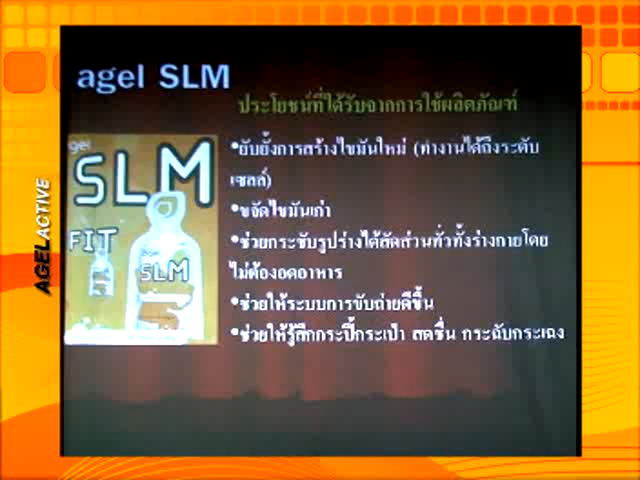 agel SLM
ประโยชน์ที่ได้รับจากการใช้ผลิตภัณฑ์
agel
SLM
FIT
SLM
•ยับยั้งการสร้างไขมันใหม่ (ทำงานได้ถึงระดับ
เซลล์)
•ขจัดไขมันเก่า
•ช่วยกระชับรูปร่างได้สัดส่วนทั่วทั้งร่างกายโดย
ไม่ต้องอดอาหาร
•ช่วยให้ระบบการขับถ่ายดีขึ้น
•ช่วยให้รู้สึกกระปี้กระเป่า สดชื่น กระฉับกระเฉง
AGELACTIVE